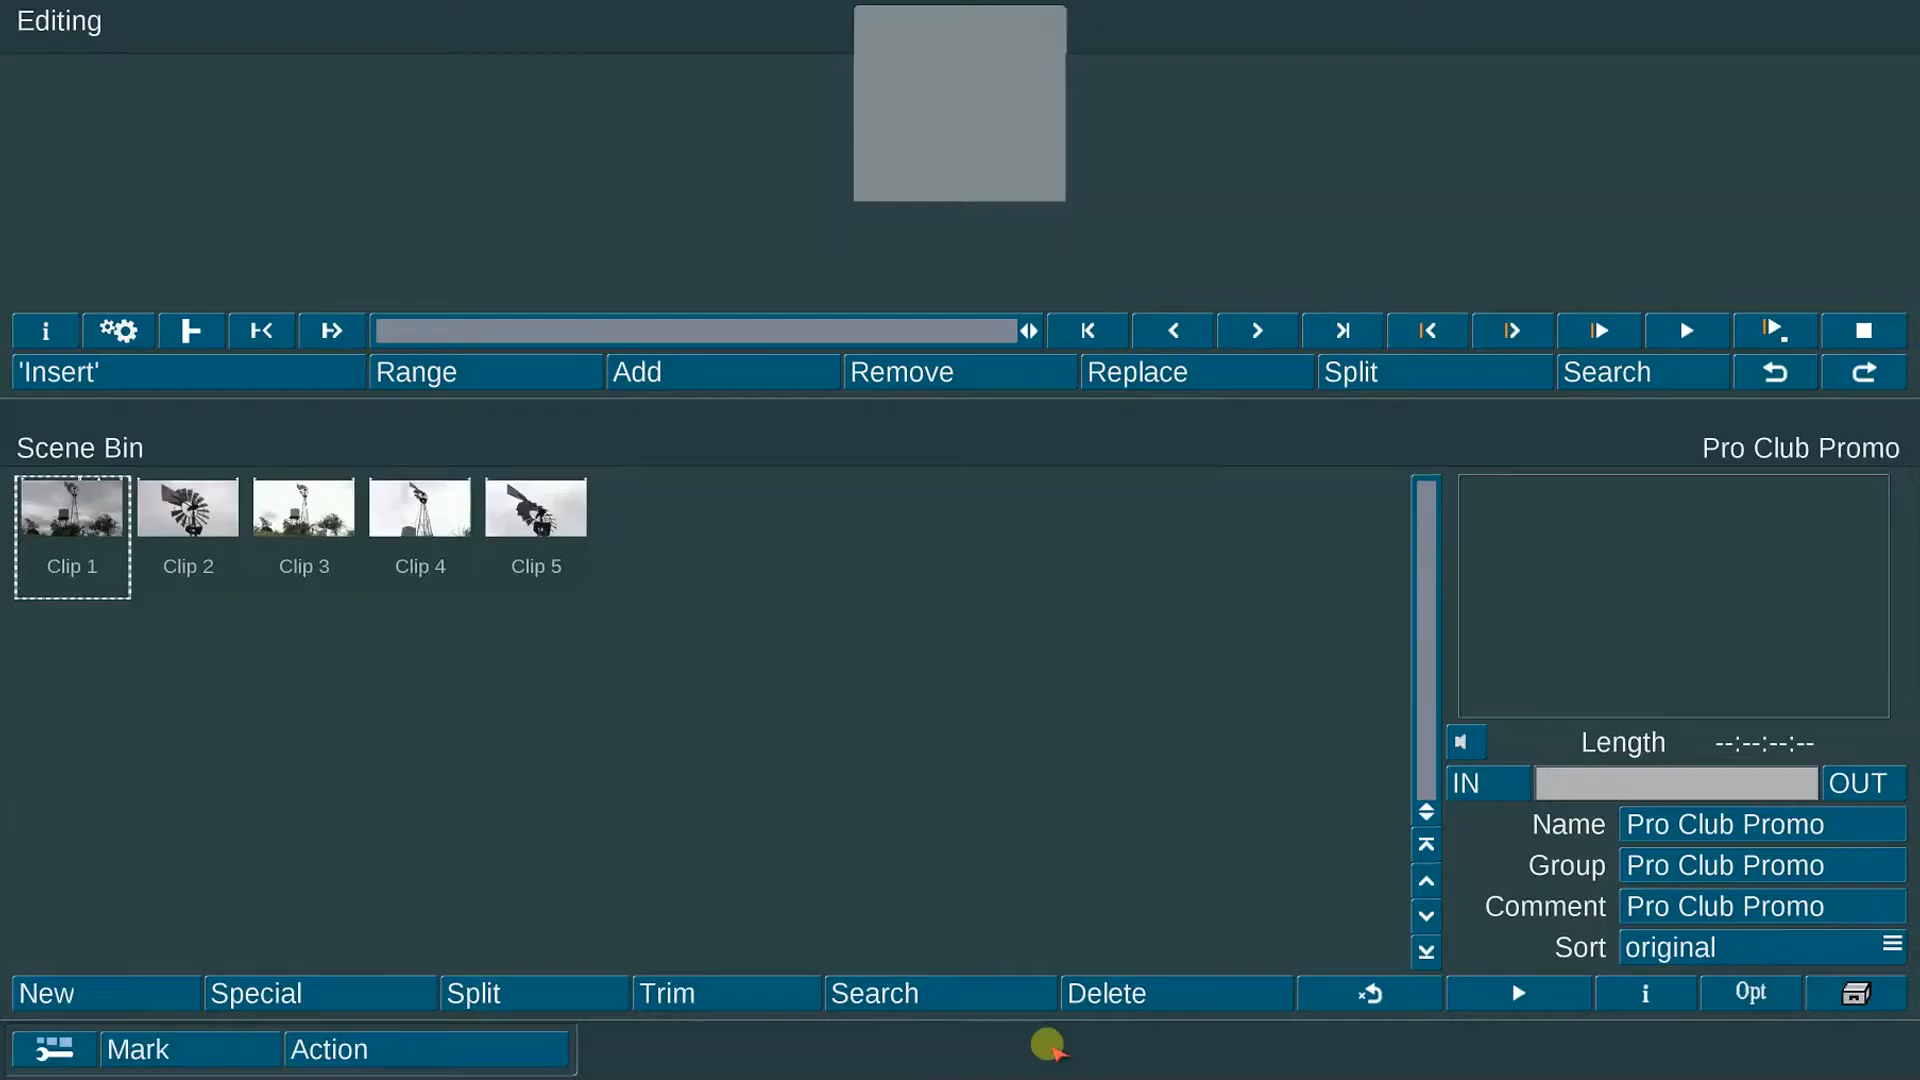 Editing
'Insert' Range Add Remove Replace Split Search
Scene Bin
Pro Club Promo
Clip 1 Clip 2 Clip 3 Clip 4 Clip 5
Length --:--:--:--
IN OUT
Name Pro Club Promo
Group Pro Club Promo
Comment Pro Club Promo
Sort original
New Special Split Trim Search Delete i Opt
Mark Action